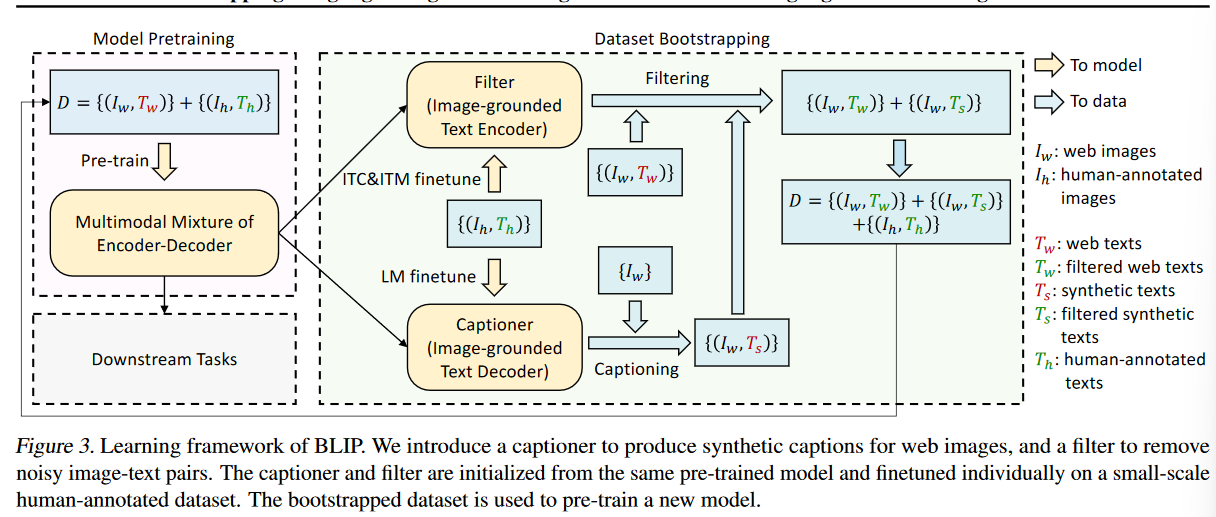 Model Pretraining
D = {(I_w, T_w)} + {(I_h, T_h)}
Pre-train
Multimodal Mixture of
Encoder-Decoder
Downstream Tasks
Dataset Bootstrapping
Filter
(Image-grounded
Text Encoder)
Filtering
ITC&ITM finetune
{(I_w, T_w)}
{(I_h, T_h)}
LM finetune
{I_w}
Captioner
(Image-grounded
Text Decoder)
Captioning
{(I_w, T_s)}
{(I_w, T_w)} + {(I_w, T_s)}
D = {(I_w, T_w)} + {(I_w, T_s)}
+{(I_h, T_h)}
To model
To data
I_w: web images
I_h: human-annotated
images
T_w: web texts
T_w: filtered web texts
T_s: synthetic texts
T_s: filtered synthetic
texts
T_h: human-annotated
texts
Figure 3. Learning framework of BLIP. We introduce a captioner to produce synthetic captions for web images, and a filter to remove
noisy image-text pairs. The captioner and filter are initialized from the same pre-trained model and finetuned individually on a small-scale
human-annotated dataset. The bootstrapped dataset is used to pre-train a new model.